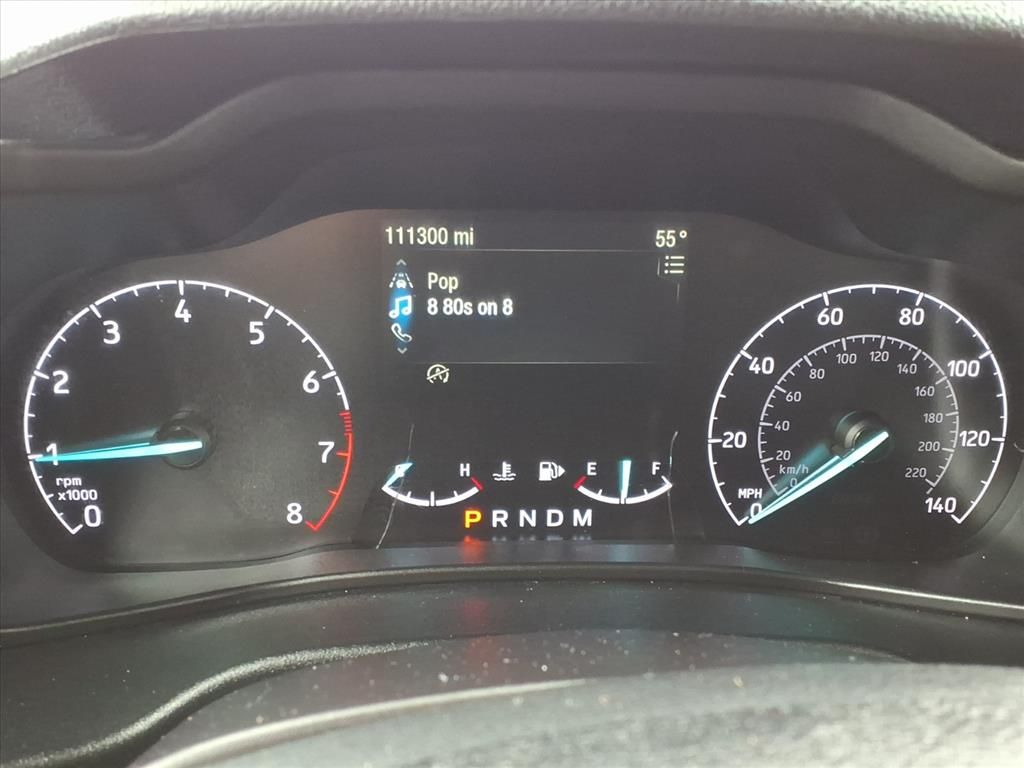 111300 mi 55°
Pop
8 80s on 8
0 1 2 3 4 5 6 7 8
rpm
x1000
C H
E F
P R N D M
0 20 40 60 80 100 120 140
MPH
0 20 40 60 80 100 120 140 160 180 200 220
km/h